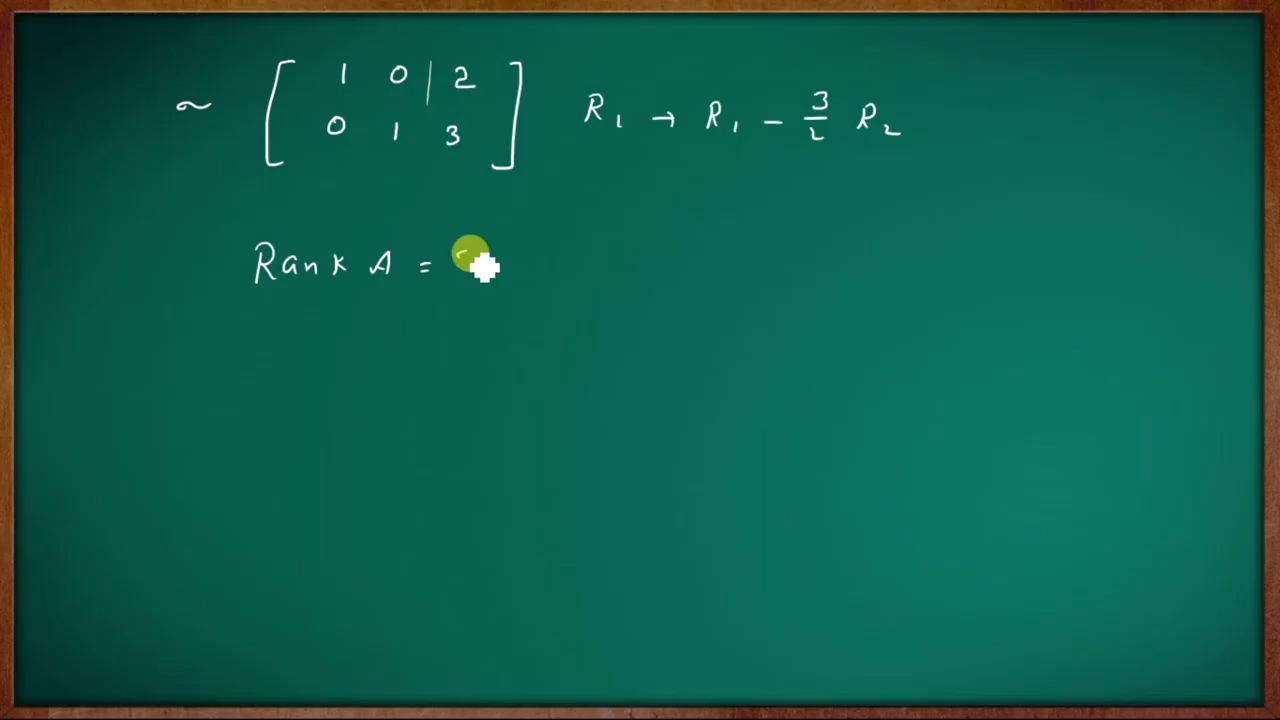 ~ [ 1 0 | 2
0 1 3 ] R₁ → R₁ - 3/2 R₂
Rank A =